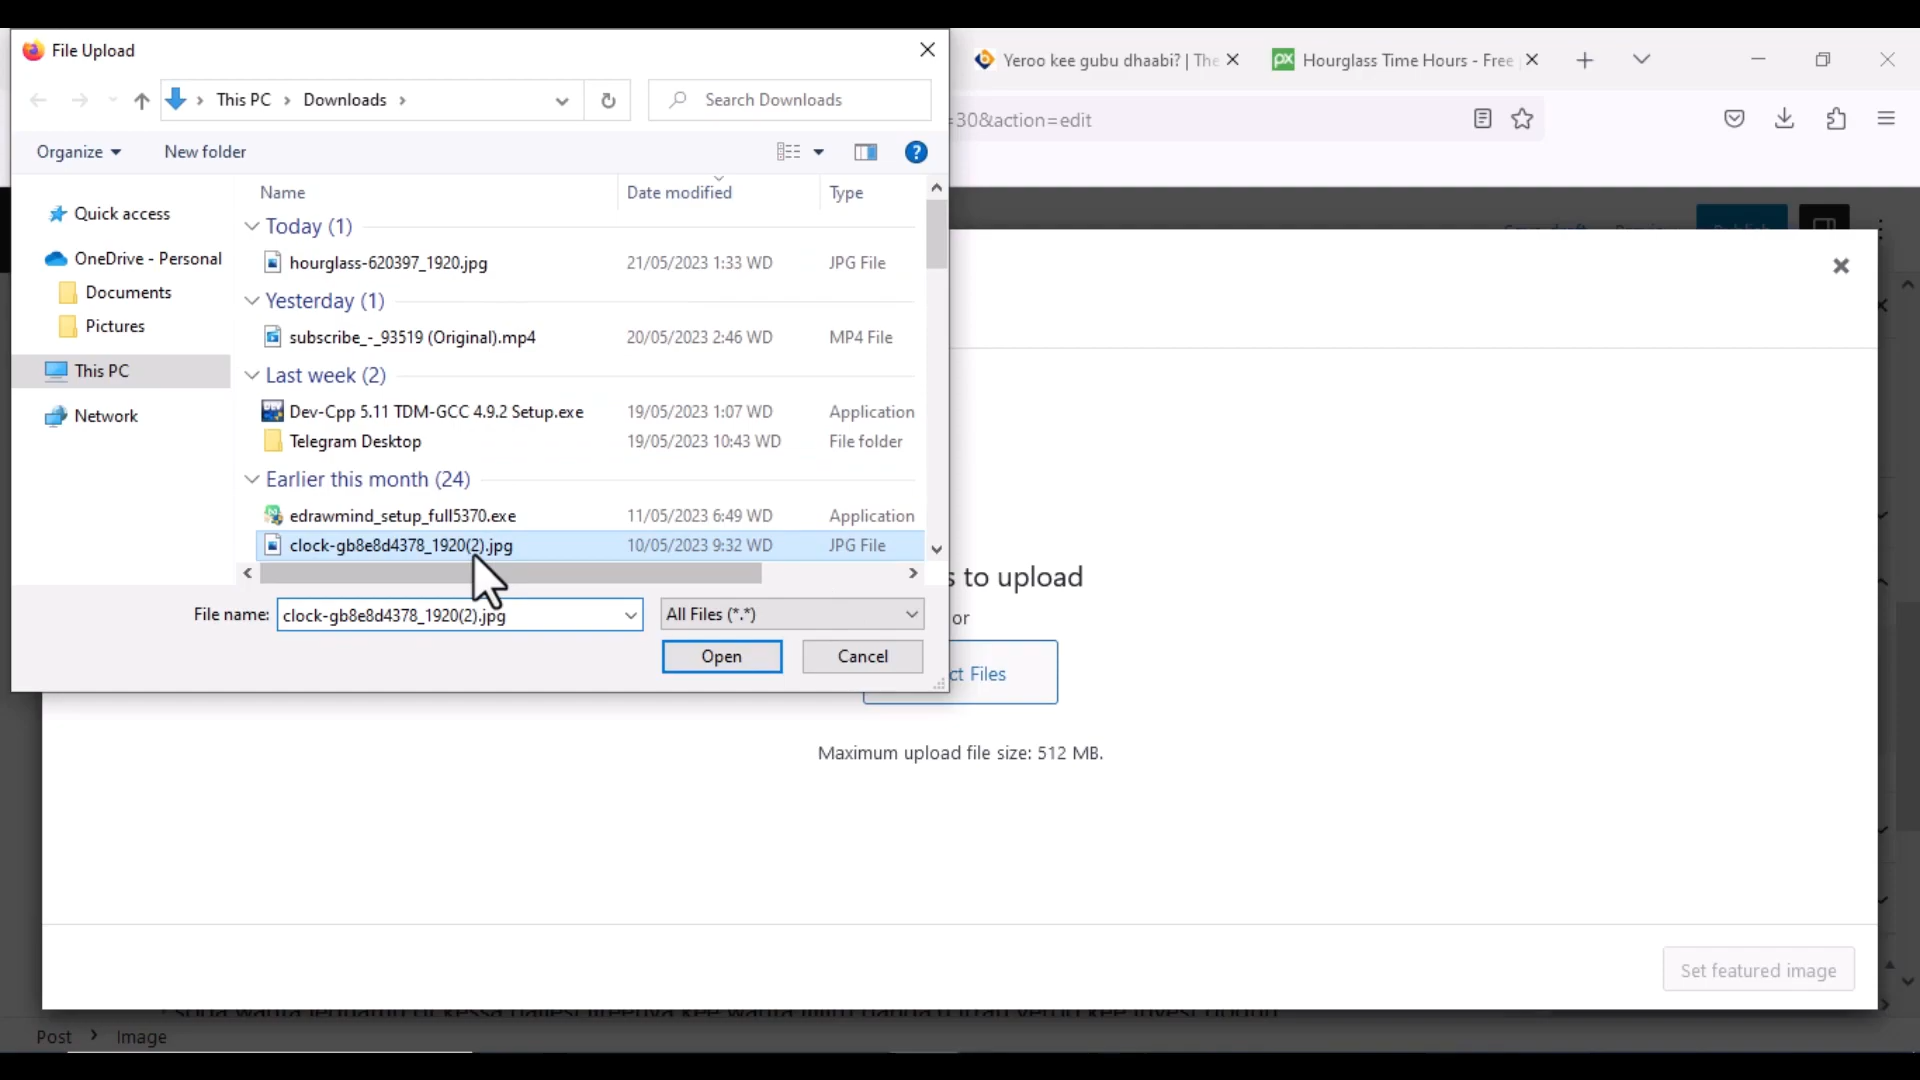 File Upload
Yeroo kee gubu dhaabi? | The
Hourglass Time Hours - Free
This PC
Downloads
Search Downloads
=30&action=edit
Organize
New folder
Name
Date modified
Type
Quick access
OneDrive - Personal
Documents
Pictures
This PC
Network
Today (1)
hourglass-620397_1920.jpg 21/05/2023 1:33 WD JPG File
Yesterday (1)
subscribe_-_93519 (Original).mp4 20/05/2023 2:46 WD MP4 File
Last week (2)
Dev-Cpp 5.11 TDM-GCC 4.9.2 Setup.exe 19/05/2023 1:07 WD Application
Telegram Desktop 19/05/2023 10:43 WD File folder
Earlier this month (24)
edrawmind_setup_full5370.exe 11/05/2023 6:49 WD Application
clock-gb8e8d4378_1920(2).jpg 10/05/2023 9:32 WD JPG File
File name: clock-gb8e8d4378_1920(2).jpg
All Files (*.*)
Open
Cancel
s to upload
or
ct Files
Maximum upload file size: 512 MB.
Set featured image
Post
Image